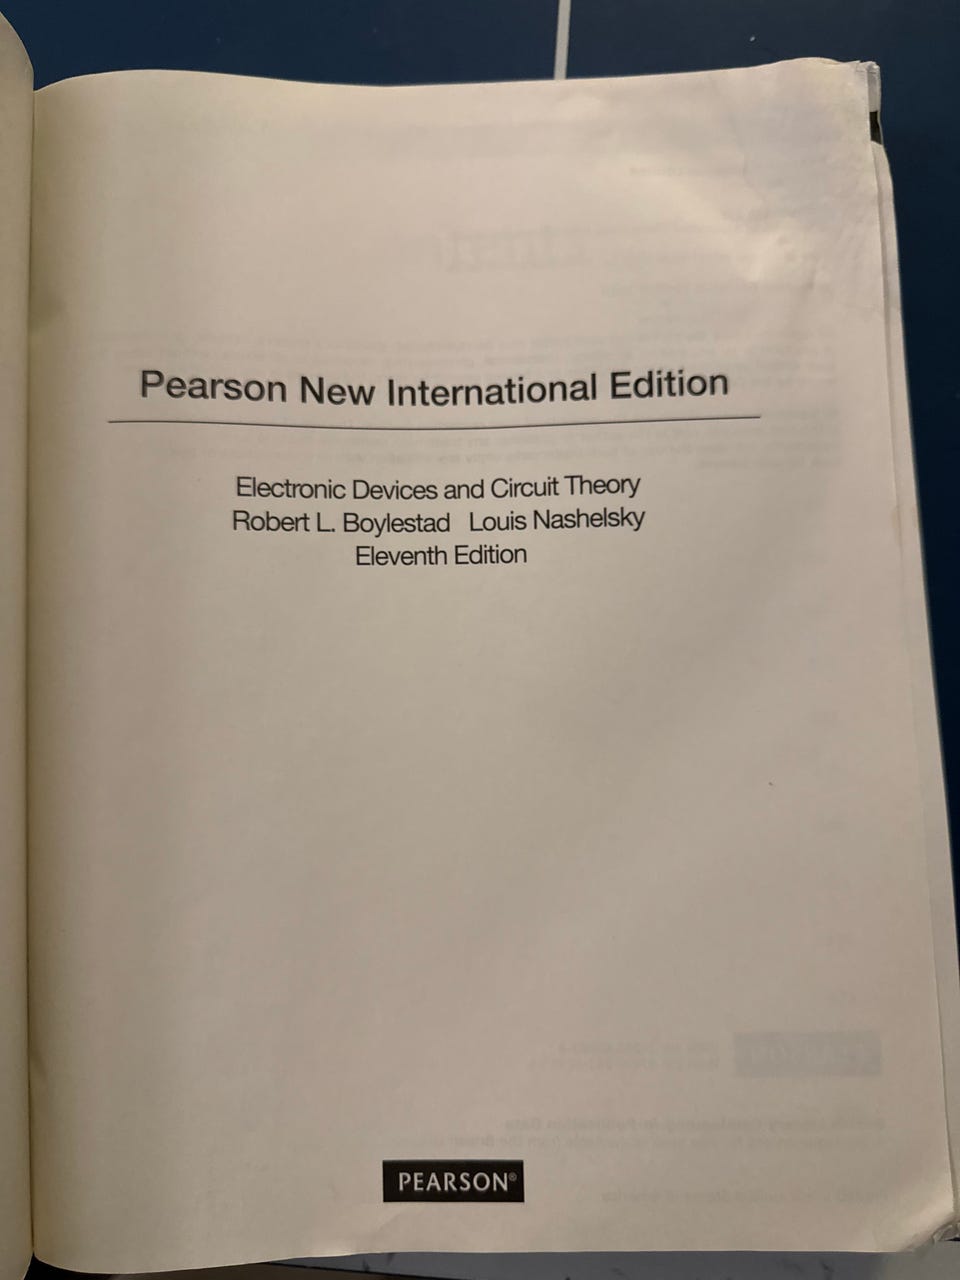 Pearson New International Edition
Electronic Devices and Circuit Theory
Robert L. Boylestad Louis Nashelsky
Eleventh Edition
PEARSON®